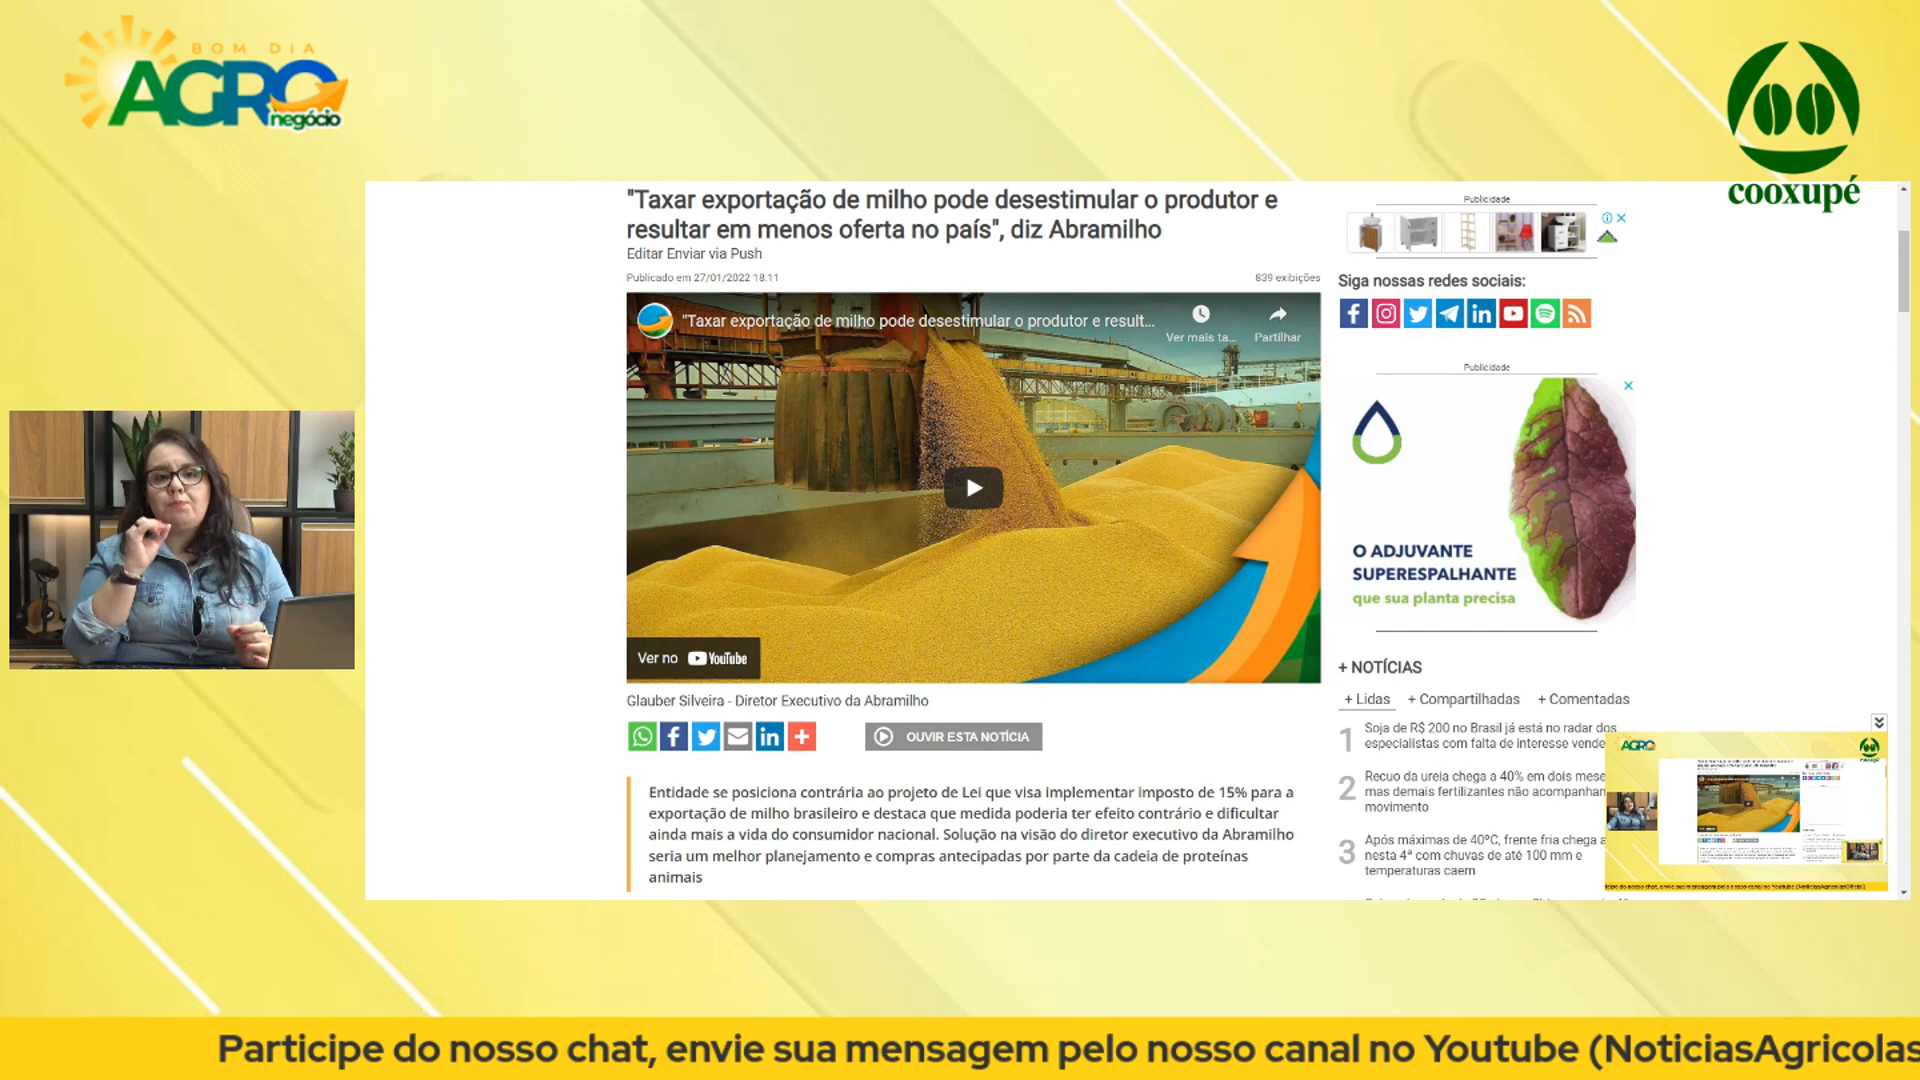 BOM DIA
AGRO
negócio
cooxupé
"Taxar exportação de milho pode desestimular o produtor e
resultar em menos oferta no país", diz Abramilho
Editar Enviar via Push
Publicado em 27/01/2022 18:11
839 exibições
"Taxar exportação de milho pode desestimular o produtor e result...
Ver mais ta...
Partilhar
Ver no YouTube
Glauber Silveira - Diretor Executivo da Abramilho
OUVIR ESTA NOTÍCIA
Entidade se posiciona contrária ao projeto de Lei que visa implementar imposto de 15% para a
exportação de milho brasileiro e destaca que medida poderia ter efeito contrário e dificultar
ainda mais a vida do consumidor nacional. Solução na visão do diretor executivo da Abramilho
seria um melhor planejamento e compras antecipadas por parte da cadeia de proteínas
animais
Publicidade
Siga nossas redes sociais:
Publicidade
O ADJUVANTE
SUPERESPALHANTE
que sua planta precisa
+ NOTÍCIAS
+ Lidas + Compartilhadas + Comentadas
1 Soja de R$ 200 no Brasil já está no radar dos
especialistas com falta de interesse vende
2 Recuo da ureia chega a 40% em dois mese
mas demais fertilizantes não acompanhan
movimento
3 Após máximas de 40ºC, frente fria chega a
nesta 4ª com chuvas de até 100 mm e
temperaturas caem
AGRO
Participe do nosso chat, envie sua mensagem pelo nosso canal no Youtube (NoticiasAgricolas